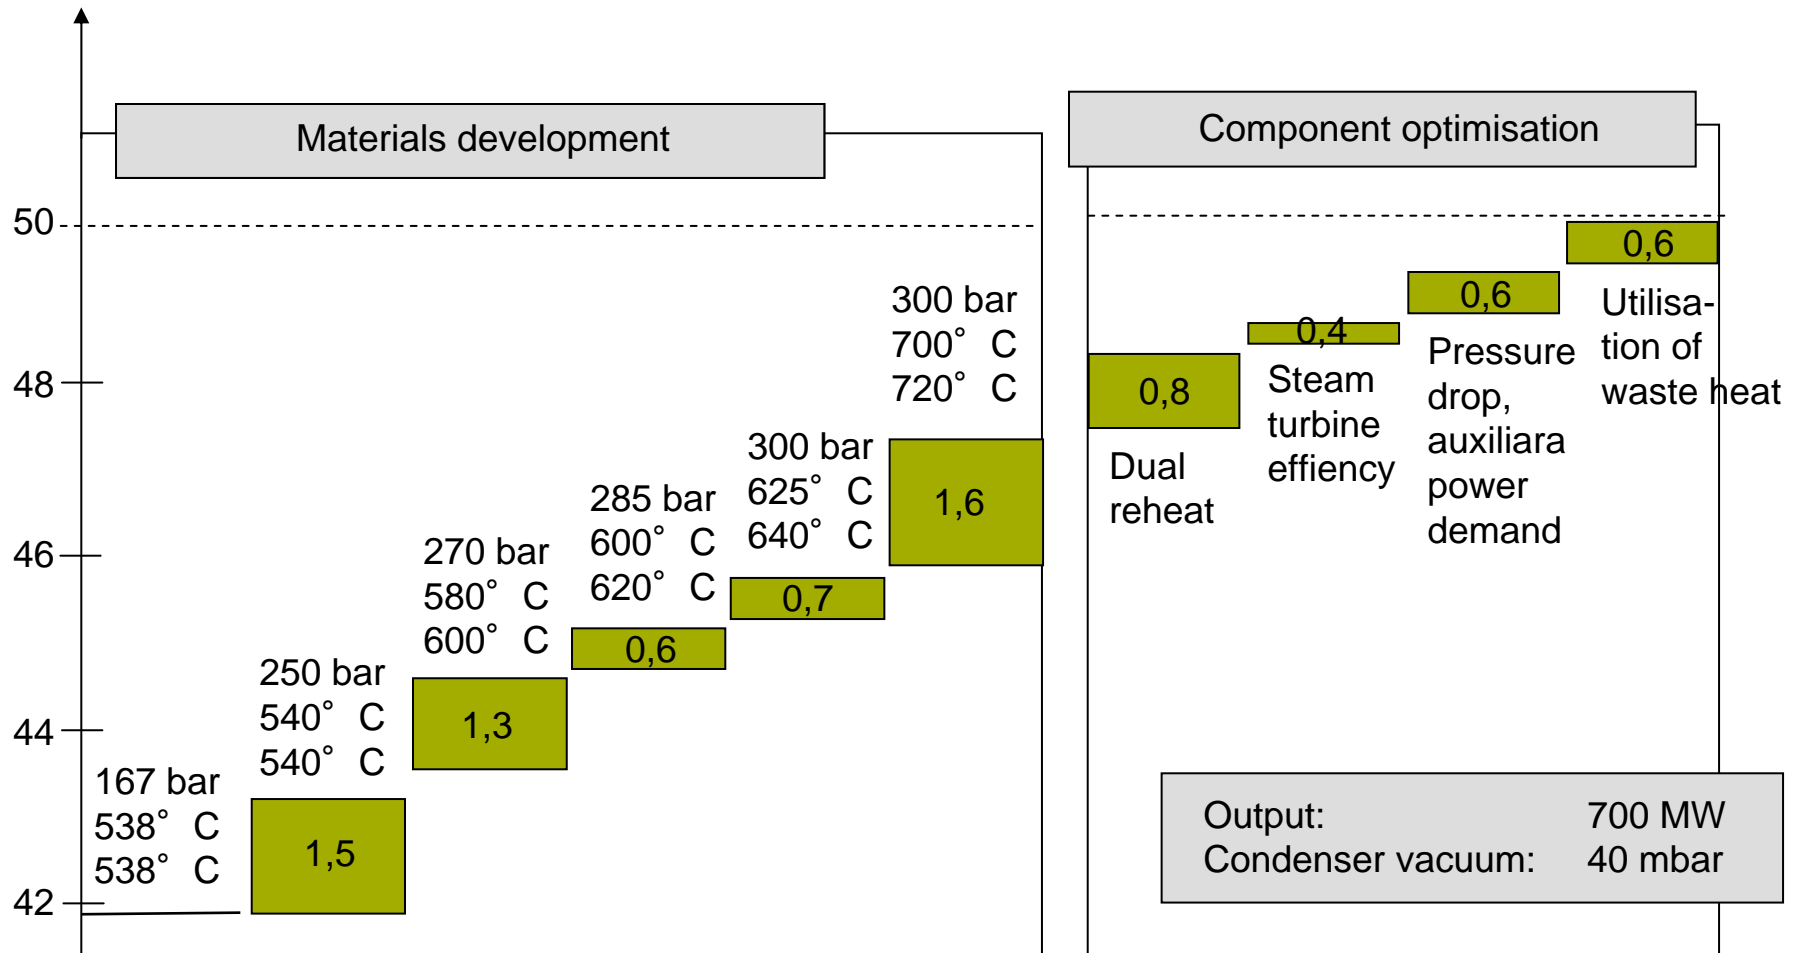 Materials development
Component optimisation
50
48
46
44
42
167 bar
538° C
538° C
250 bar
540° C
540° C
1,5
270 bar
580° C
600° C
1,3
285 bar
600° C
620° C
0,6
300 bar
625° C
640° C
0,7
300 bar
700° C
720° C
1,6
0,8
Dual
reheat
0,4
Steam
turbine
effiency
0,6
Pressure
drop,
auxiliara
power
demand
0,6
Utilisa-
tion of
waste heat
Output: 700 MW
Condenser vacuum: 40 mbar